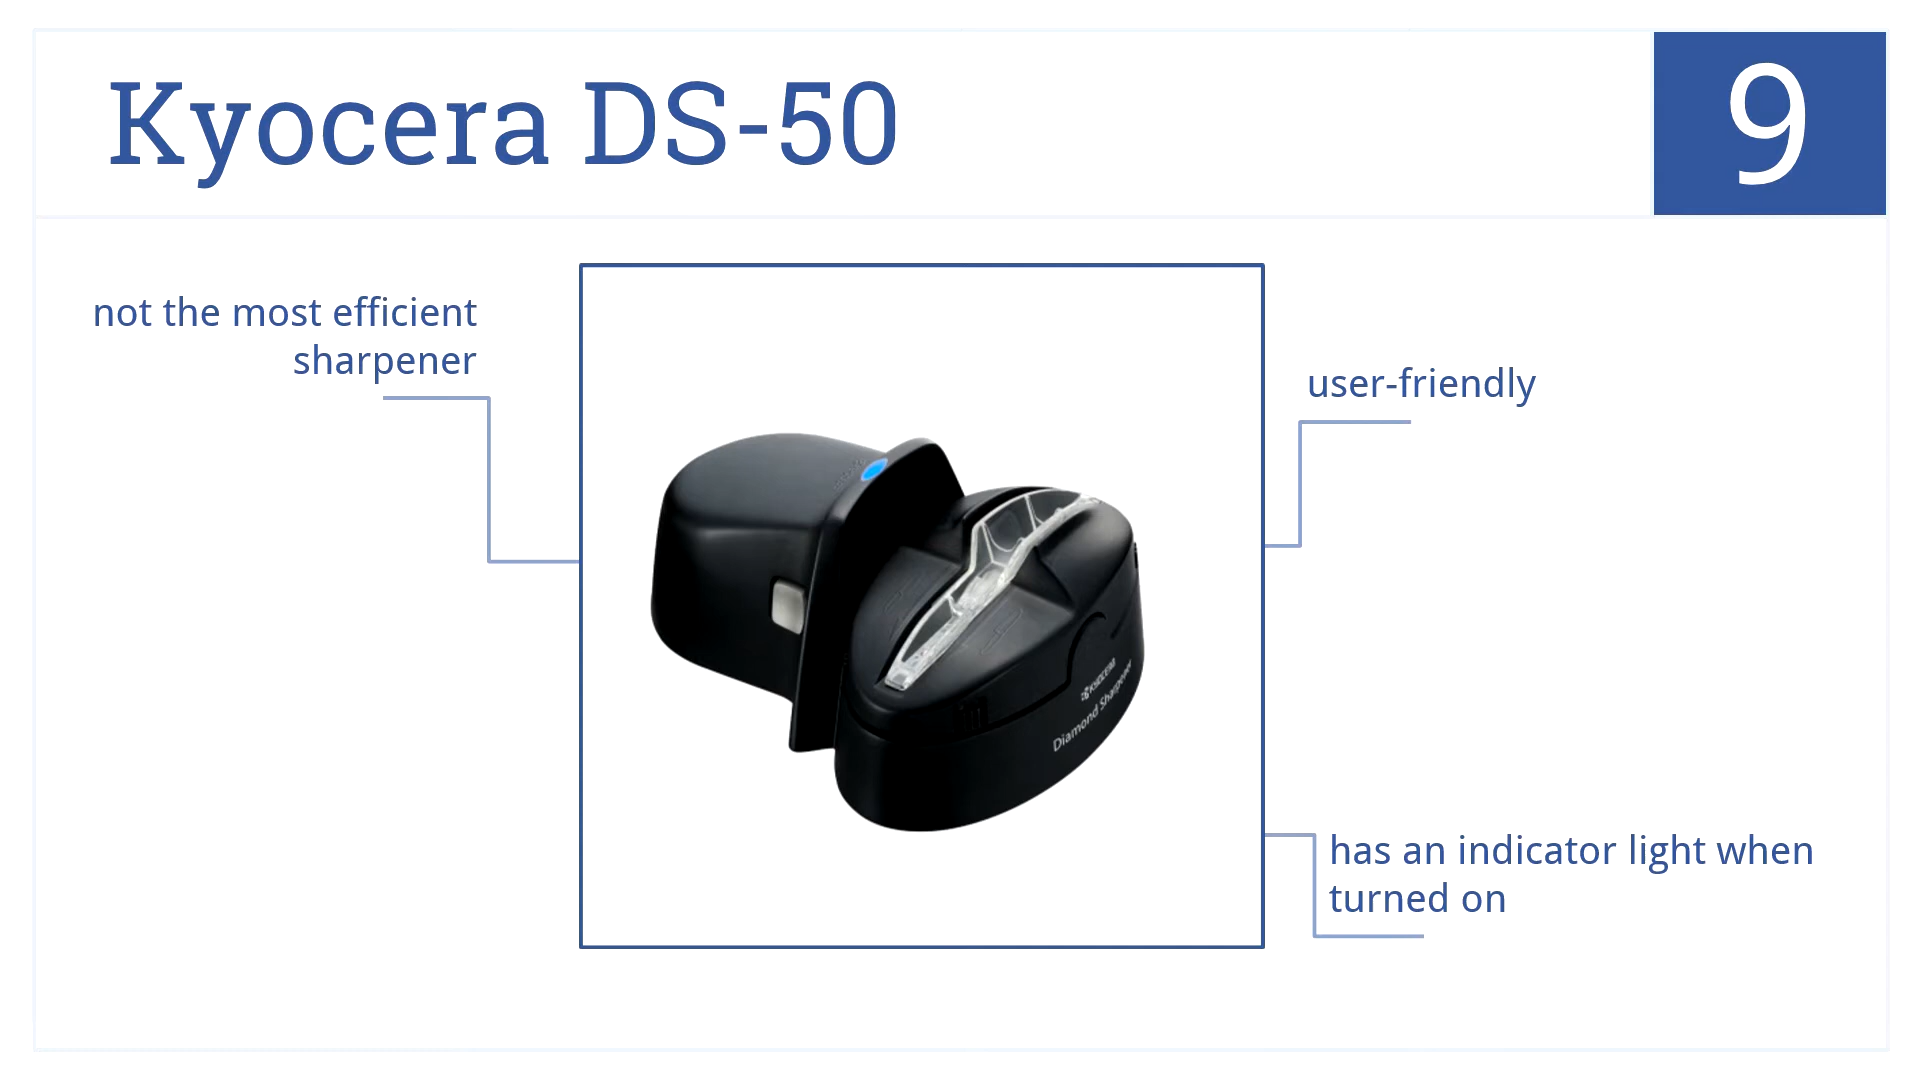 Kyocera DS-50
9
not the most efficient
sharpener
user-friendly
has an indicator light when
turned on
KYOCERA
Diamond Sharpener